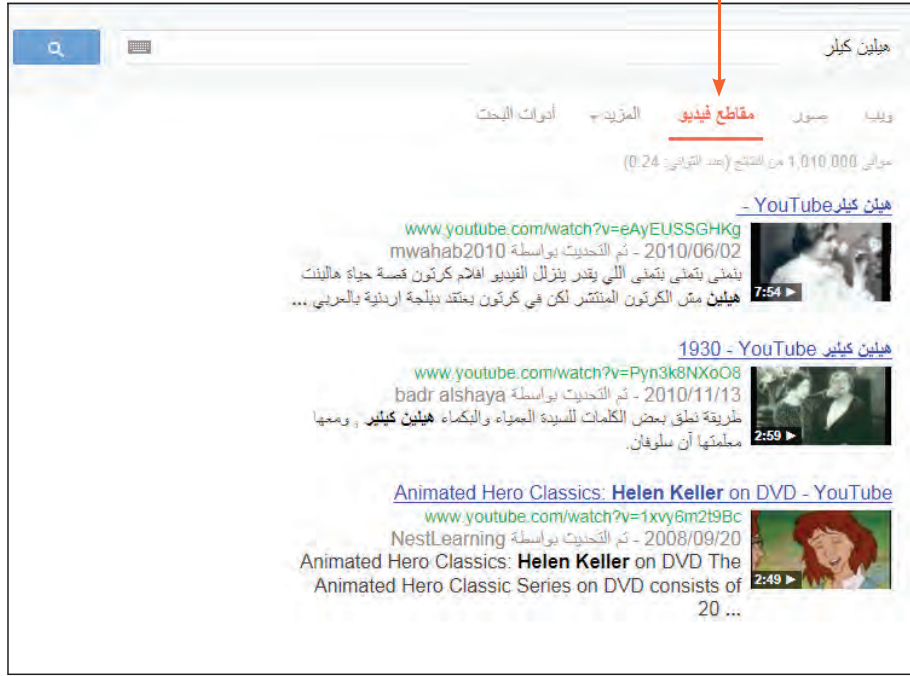 هيلين كيلر
ويب صور مقاطع فيديو المزيد أدوات البحث
حوالي 1,010,000 من النتائج (عدد الثواني: 0.24)
هيلن كيلر YouTube -
www.youtube.com/watch?v=eAyEUSSGHKg
2010/06/02 - تم التحديث بواسطة mwahab2010
بتمنى بتمنى بتمنى اللي يقدر ينزلل الفيديو افلام كرتون قصة حياة هالبنت
هيلين مش الكرتون المنتشر لكن في كرتون بعتقد دبلجة اردنية بالعربي ...
7:54
هيلين كيلير 1930 - YouTube
www.youtube.com/watch?v=Pyn3k8NXoO8
2010/11/13 - تم التحديث بواسطة badr alshaya
طريقة نطق بعض الكلمات للسيدة العمياء والبكماء هيلين كيلير , ومعها
معلمتها آن سلوفان.
2:59
Animated Hero Classics: Helen Keller on DVD - YouTube
www.youtube.com/watch?v=1xvy6m2t9Bc
2008/09/20 - تم التحديث بواسطة NestLearning
Animated Hero Classics: Helen Keller on DVD The
Animated Hero Classic Series on DVD consists of
20 ...
2:49